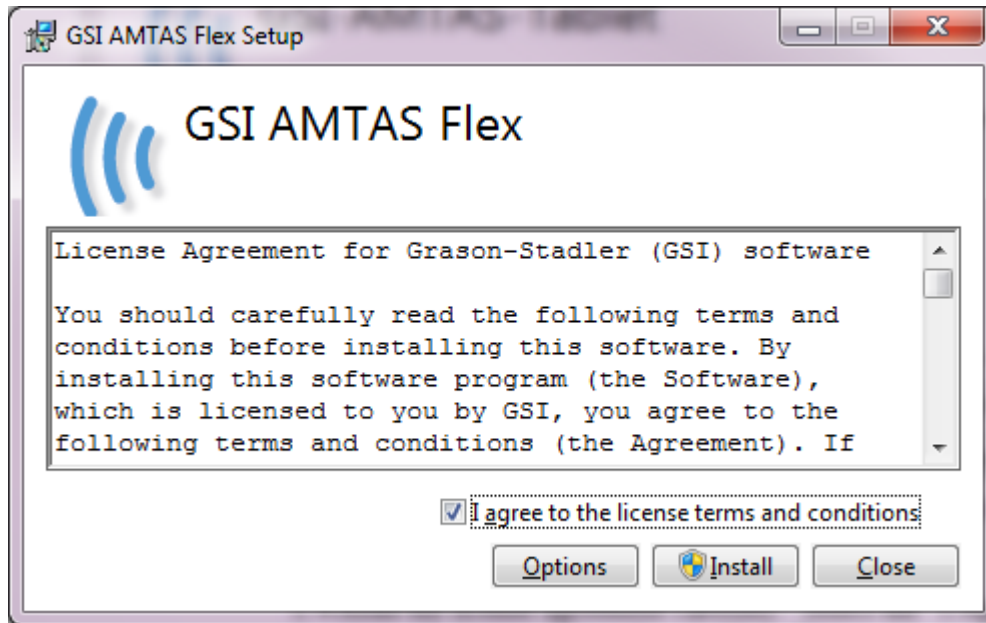 GSI AMTAS Flex Setup
GSI AMTAS Flex
License Agreement for Grason-Stadler (GSI) software
You should carefully read the following terms and
conditions before installing this software. By
installing this software program (the Software),
which is licensed to you by GSI, you agree to the
following terms and conditions (the Agreement). If
I agree to the license terms and conditions
Options Install Close